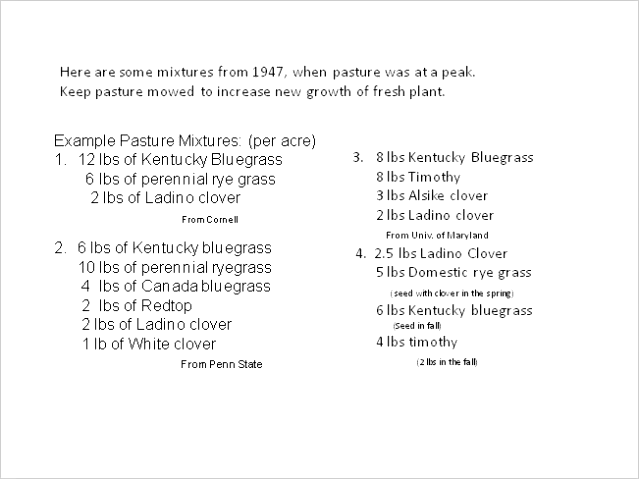 Here are some mixtures from 1947, when pasture was at a peak.
Keep pasture mowed to increase new growth of fresh plant.
Example Pasture Mixtures: (per acre)
1. 12 lbs of Kentucky Bluegrass
6 lbs of perennial rye grass
2 lbs of Ladino clover
From Cornell
2. 6 lbs of Kentucky bluegrass
10 lbs of perennial ryegrass
4 lbs of Canada bluegrass
2 lbs of Redtop
2 lbs of Ladino clover
1 lb of White clover
From Penn State
3. 8 lbs Kentucky Bluegrass
8 lbs Timothy
3 lbs Alsike clover
2 lbs Ladino clover
From Univ. of Maryland
4. 2.5 lbs Ladino Clover
5 lbs Domestic rye grass
(seed with clover in the spring)
6 lbs Kentucky bluegrass
(Seed in fall)
4 lbs timothy
(2 lbs in the fall)